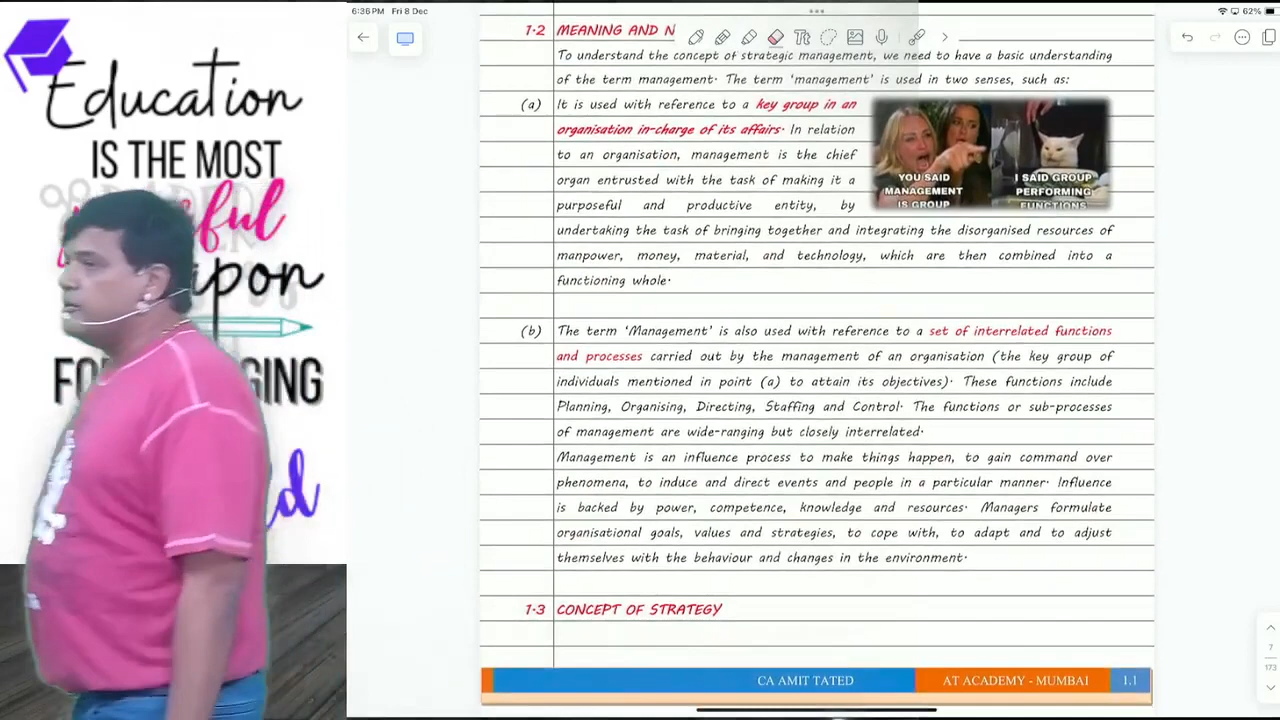 6:36 PM Fri 8 Dec
62%
Education
IS THE MOST
ful
upon
FO GING
ld
1.2 MEANING AND N
To understand the concept of strategic management, we need to have a basic understanding
of the term management. The term ‘management’ is used in two senses, such as:
(a) It is used with reference to a key group in an
organisation in-charge of its affairs. In relation
to an organisation, management is the chief
organ entrusted with the task of making it a
purposeful and productive entity, by
undertaking the task of bringing together and integrating the disorganised resources of
manpower, money, material, and technology, which are then combined into a
functioning whole.
YOU SAID
MANAGEMENT
IS GROUP
I SAID GROUP
PERFORMING
FUNCTIONS
(b) The term ‘Management’ is also used with reference to a set of interrelated functions
and processes carried out by the management of an organisation (the key group of
individuals mentioned in point (a) to attain its objectives). These functions include
Planning, Organising, Directing, Staffing and Control. The functions or sub-processes
of management are wide-ranging but closely interrelated.
Management is an influence process to make things happen, to gain command over
phenomena, to induce and direct events and people in a particular manner. Influence
is backed by power, competence, knowledge and resources. Managers formulate
organisational goals, values and strategies, to cope with, to adapt and to adjust
themselves with the behaviour and changes in the environment.
1.3 CONCEPT OF STRATEGY
7
173
CA AMIT TATED
AT ACADEMY - MUMBAI
1.1